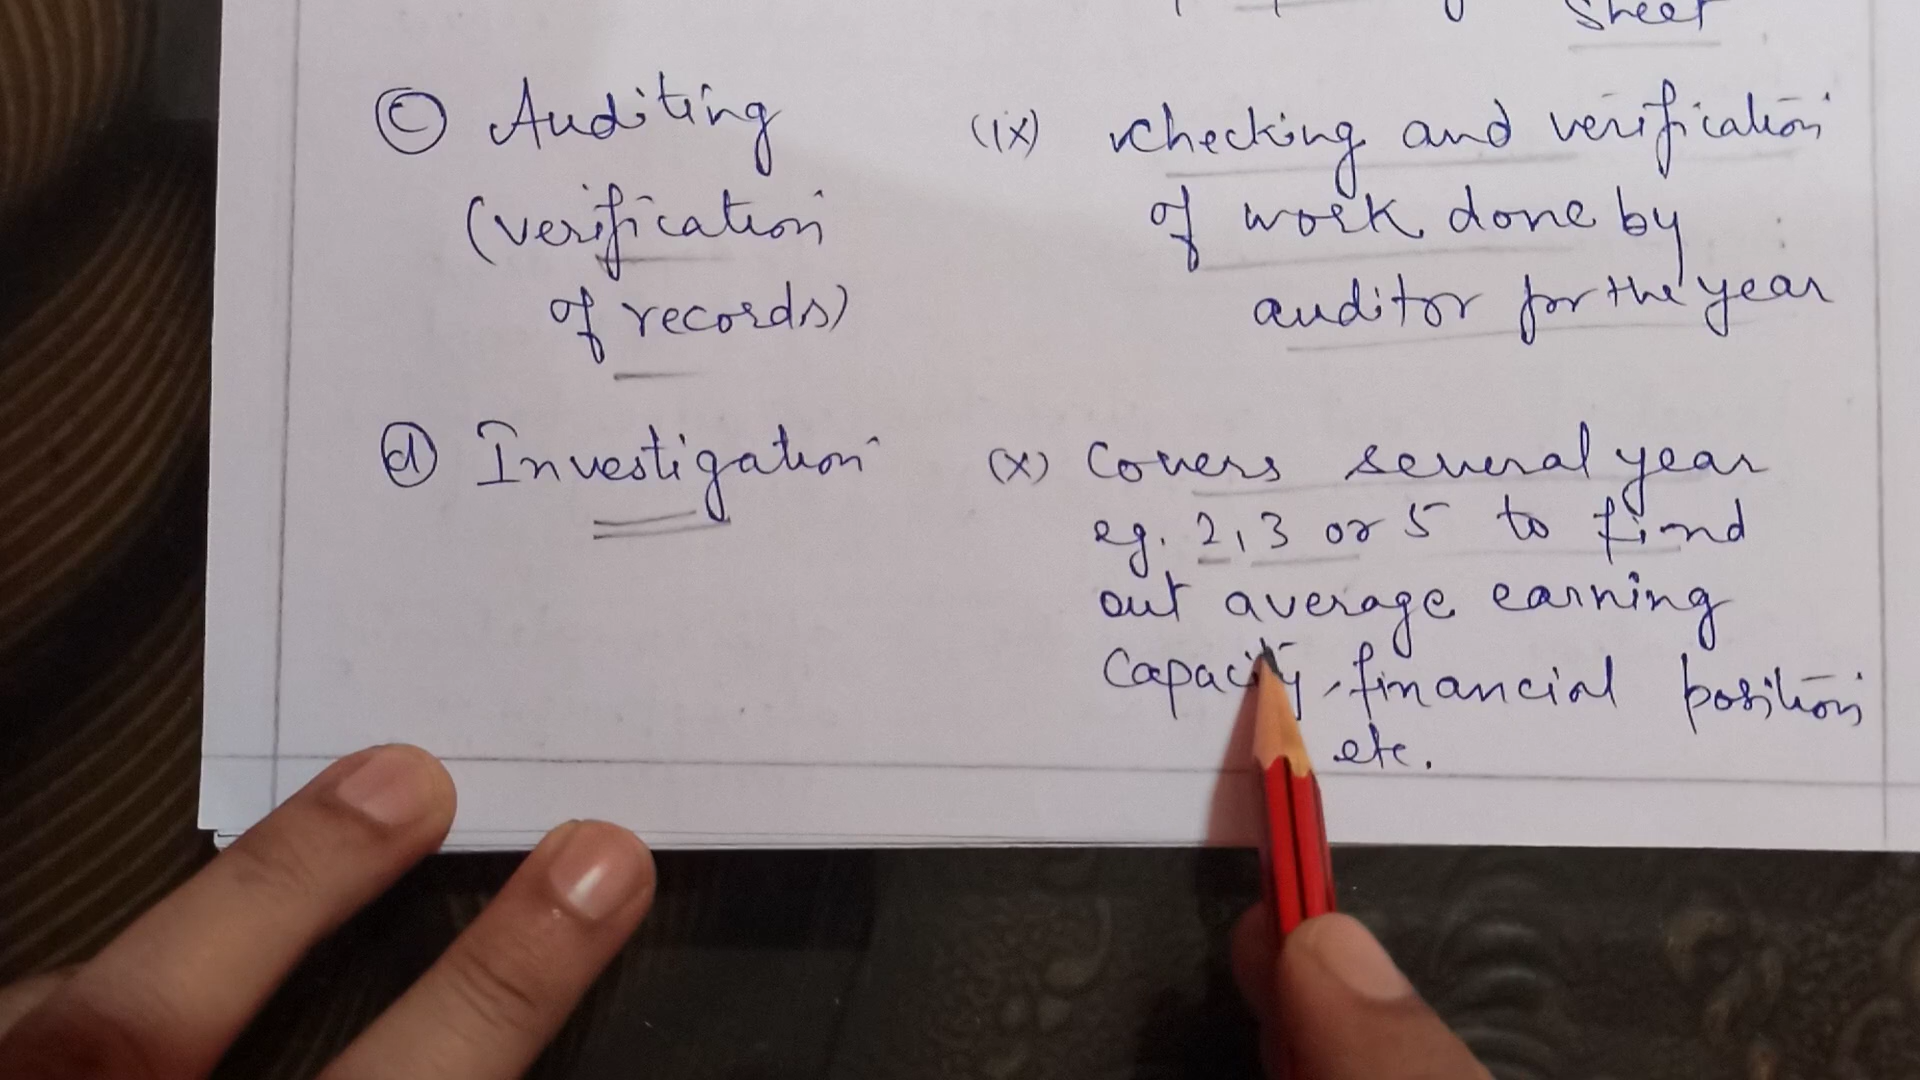 Sheet
(c) Auditing (ix) checking and verification
(verification of work done by
of records) auditor for the year
(d) Investigation (x) Covers several year
eg. 2, 3 or 5 to find
out average earning
Capacity, financial position
etc.